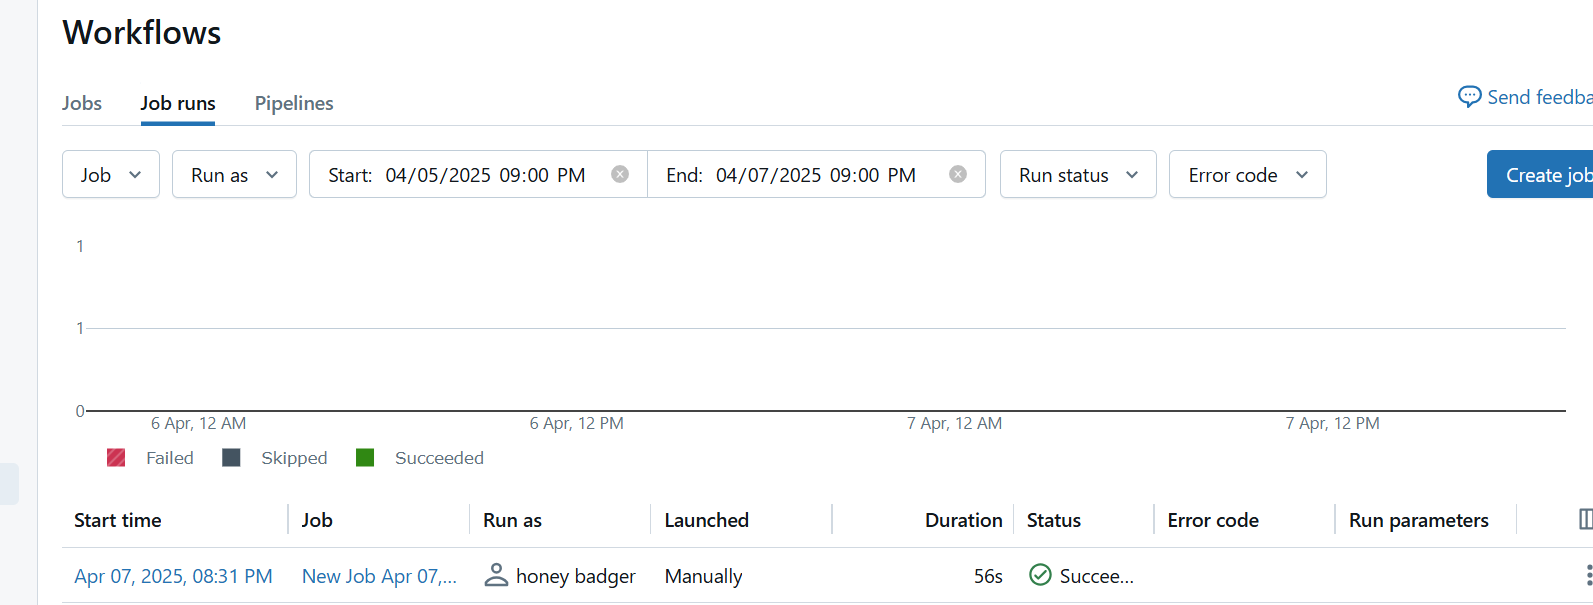 Workflows
Jobs Job runs Pipelines
Send feedba
Job Run as Start: 04/05/2025 09:00 PM End: 04/07/2025 09:00 PM Run status Error code Create job
1
1
0
6 Apr, 12 AM 6 Apr, 12 PM 7 Apr, 12 AM 7 Apr, 12 PM
Failed Skipped Succeeded
Start time Job Run as Launched Duration Status Error code Run parameters
Apr 07, 2025, 08:31 PM New Job Apr 07,... honey badger Manually 56s Succee...